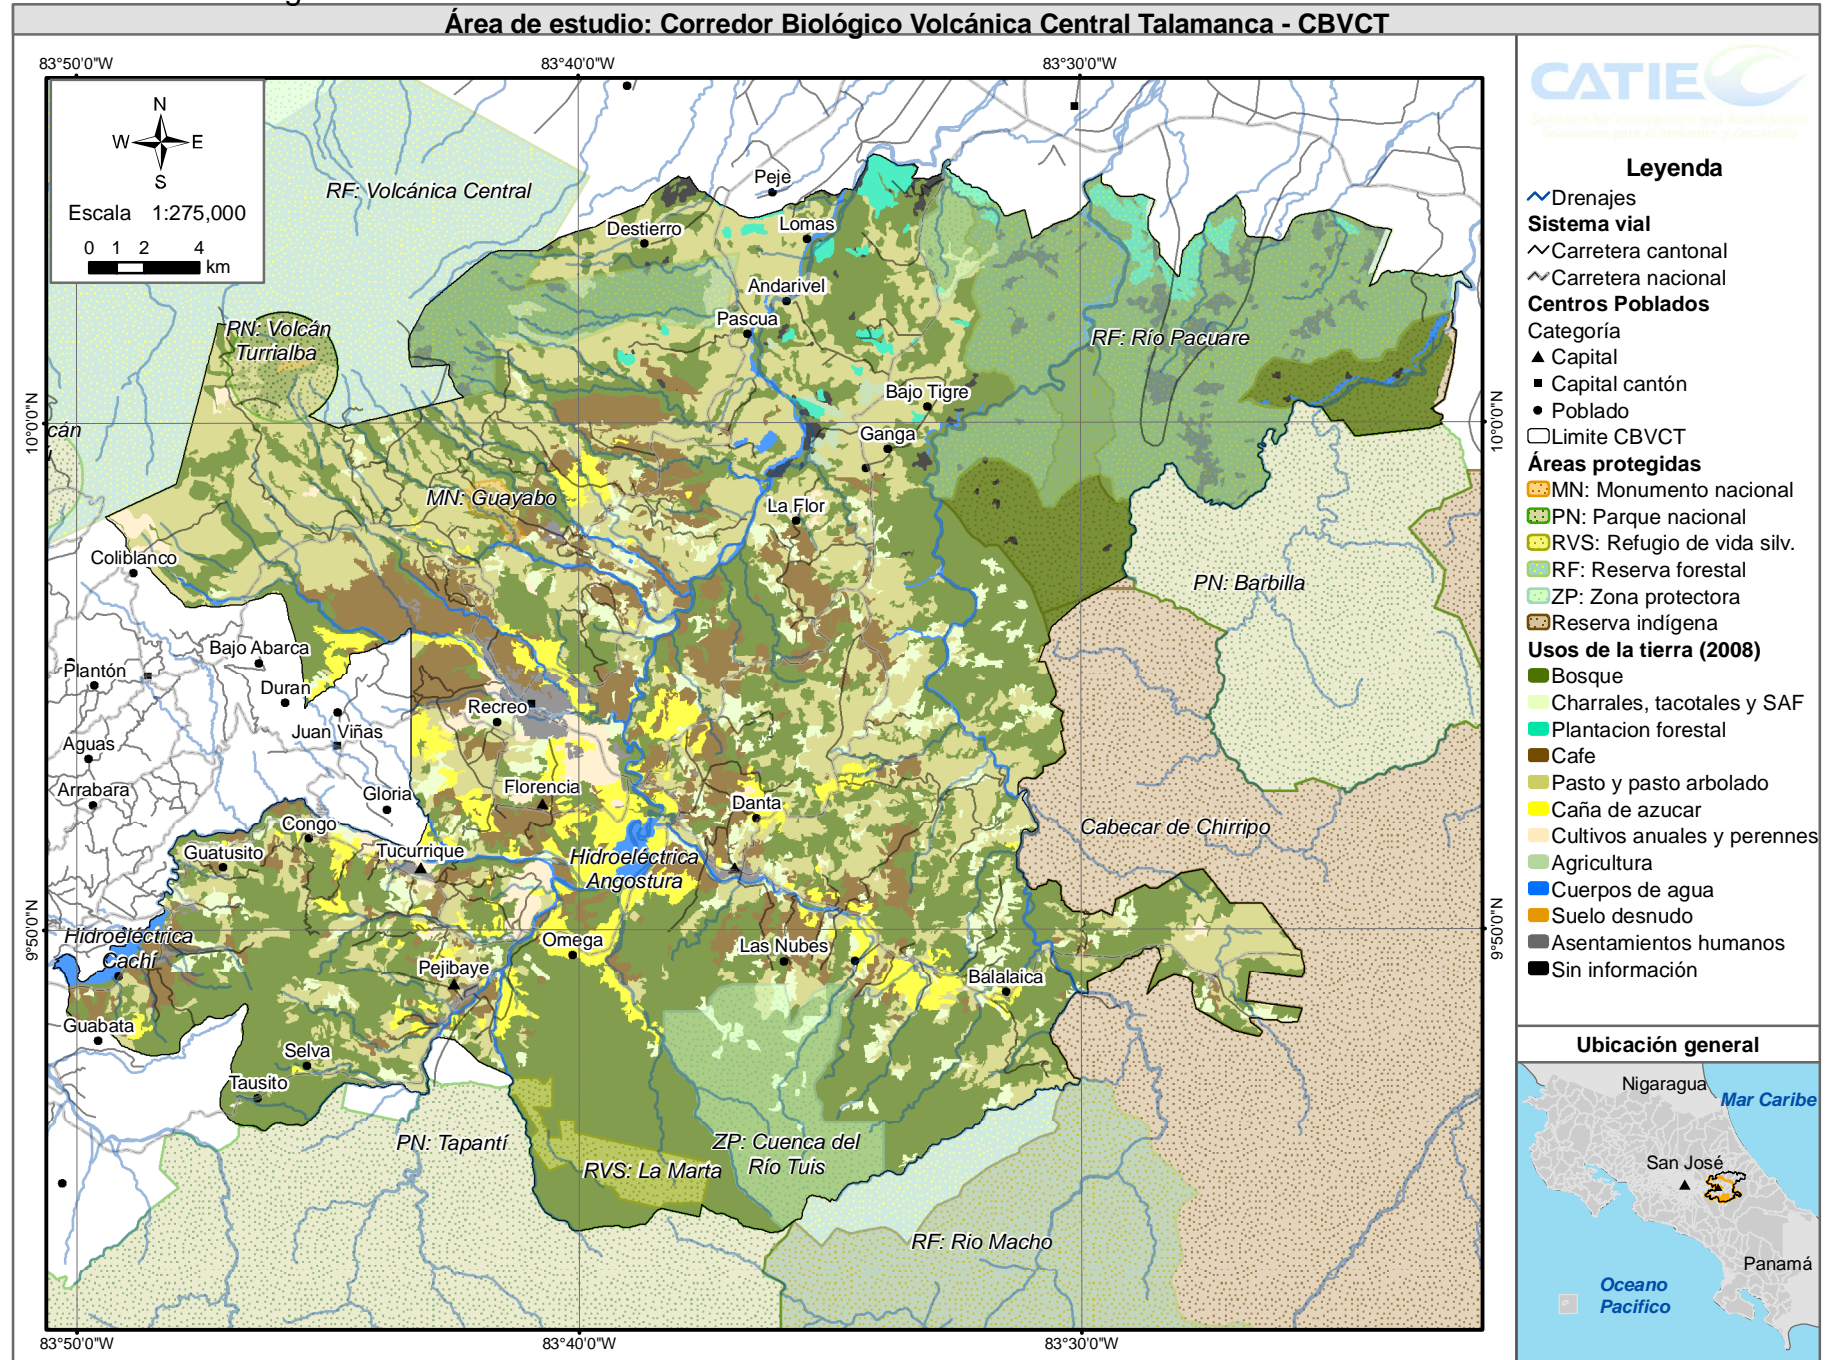 Área de estudio: Corredor Biológico Volcánica Central Talamanca - CBVCT
83°50'0"W
83°40'0"W
83°30'0"W
N
W
E
S
Escala 1:275,000
0 1 2 4
km
RF: Volcánica Central
Peje
Destierro
Lomas
Andarivel
Pascua
PN: Volcán
Turrialba
RF: Río Pacuare
Bajo Tigre
Ganga
10°0'0"N
10°0'0"N
cán
MN: Guayabo
La Flor
Coliblanco
PN: Barbilla
Bajo Abarca
Plantón
Duran
Recreo
Juan Viñas
Aguas
Arrabara
Gloria
Florencia
Danta
Congo
Cabecar de Chirripo
Guatusito
Tucurrique
Hidroeléctrica
Angostura
9°50'0"N
9°50'0"N
Hidroeléctrica
Cachí
Omega
Las Nubes
Pejibaye
Balalaica
Guabata
Selva
Tausito
PN: Tapantí
RVS: La Marta
ZP: Cuenca del
Río Tuis
RF: Rio Macho
83°50'0"W
83°40'0"W
83°30'0"W
CATIE
Leyenda
Drenajes
Sistema vial
Carretera cantonal
Carretera nacional
Centros Poblados
Categoría
Capital
Capital cantón
Poblado
Limite CBVCT
Áreas protegidas
MN: Monumento nacional
PN: Parque nacional
RVS: Refugio de vida silv.
RF: Reserva forestal
ZP: Zona protectora
Reserva indígena
Usos de la tierra (2008)
Bosque
Charrales, tacotales y SAF
Plantacion forestal
Cafe
Pasto y pasto arbolado
Caña de azucar
Cultivos anuales y perennes
Agricultura
Cuerpos de agua
Suelo desnudo
Asentamientos humanos
Sin información
Ubicación general
Nigaragua
Mar Caribe
San José
Panamá
Oceano
Pacifico